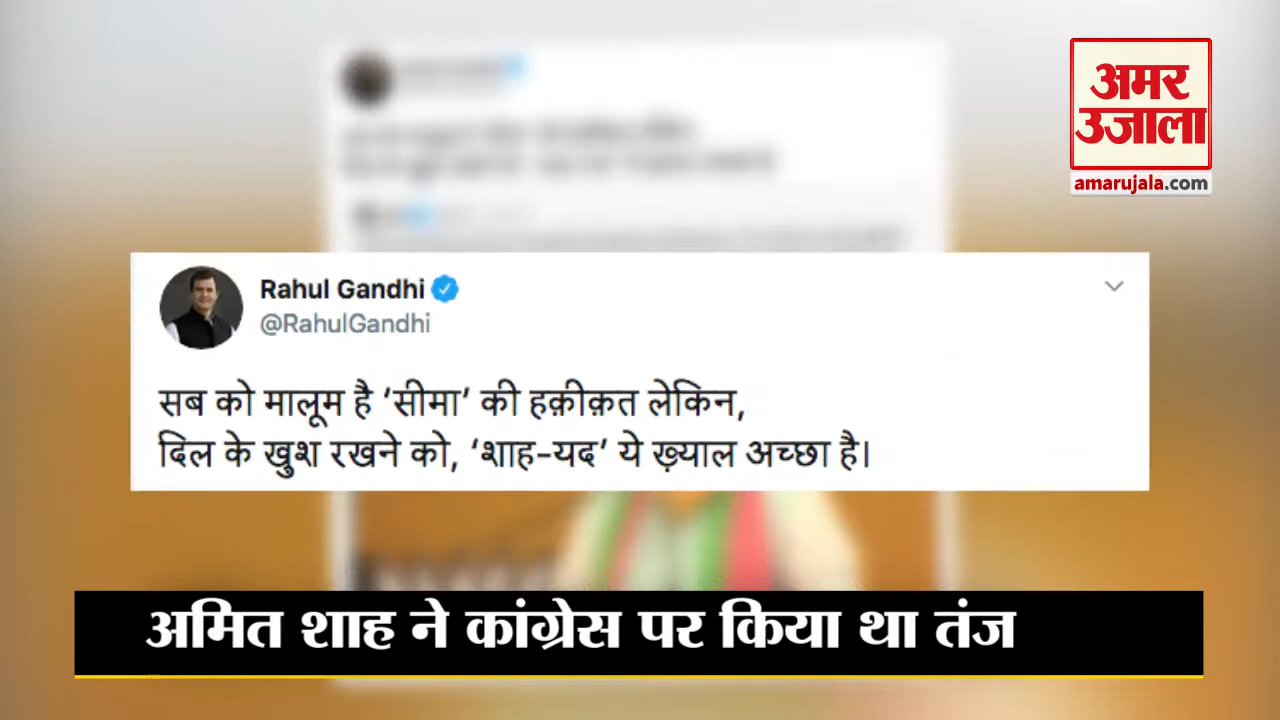 अमर
उजाला
amarujala.com
Rahul Gandhi
@RahulGandhi
सब को मालूम है ‘सीमा’ की हक़ीक़त लेकिन,
दिल के खुश रखने को, ‘शाह-यद’ ये ख़्याल अच्छा है।
अमित शाह ने कांग्रेस पर किया था तंज